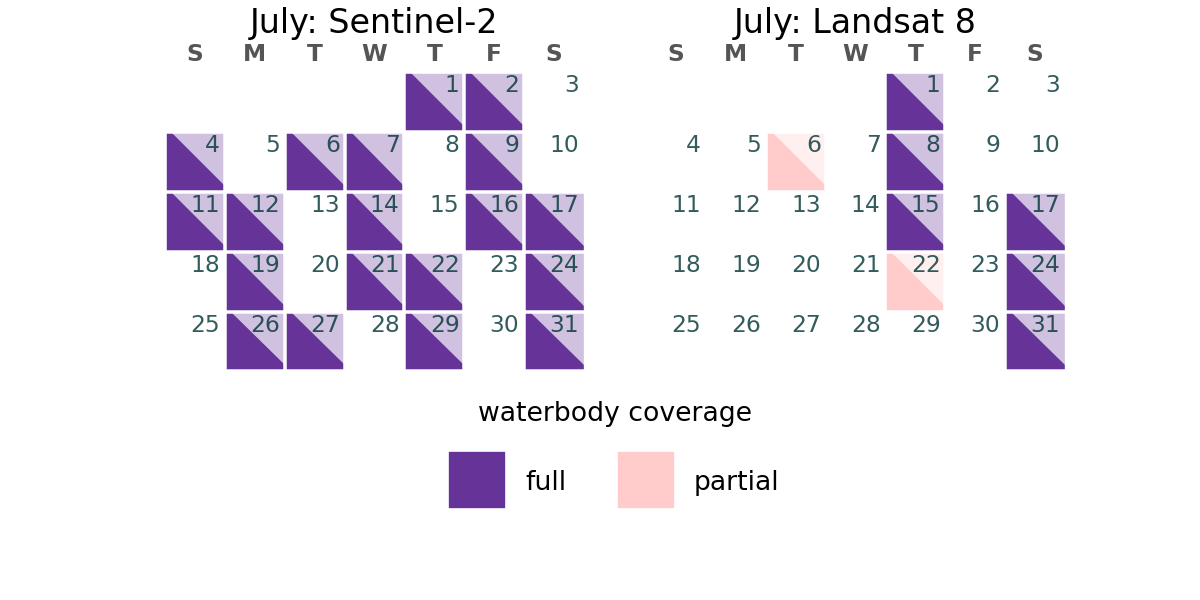 July: Sentinel-2
S M T W T F S
1 2 3
4 5 6 7 8 9 10
11 12 13 14 15 16 17
18 19 20 21 22 23 24
25 26 27 28 29 30 31
July: Landsat 8
S M T W T F S
1 2 3
4 5 6 7 8 9 10
11 12 13 14 15 16 17
18 19 20 21 22 23 24
25 26 27 28 29 30 31
waterbody coverage
full partial